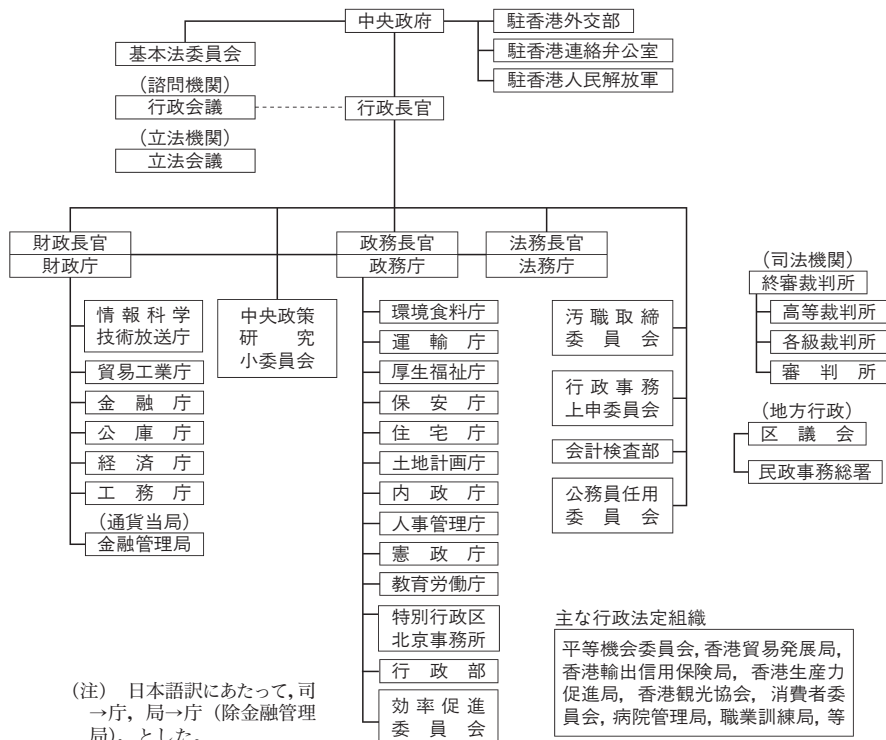 中央政府
駐香港外交部
駐香港連絡弁公室
駐香港人民解放軍
基本法委員会
(諮問機関)
行政会議
行政長官
(立法機関)
立法会議
財政長官
財政庁
政務長官
政務庁
法務長官
法務庁
情報科学
技術放送庁
貿易工業庁
金融庁
公庫庁
経済庁
工務庁
(通貨当局)
金融管理局
中央政策
研究
小委員会
環境食料庁
運輸庁
厚生福祉庁
保安庁
住宅庁
土地計画庁
内政庁
人事管理庁
憲政庁
教育労働庁
特別行政区
北京事務所
行政部
効率促進
委員会
汚職取締
委員会
行政事務
上申委員会
会計検査部
公務員任用
委員会
(司法機関)
終審裁判所
高等裁判所
各級裁判所
審判所
(地方行政)
区議会
民政事務総署
主な行政法定組織
平等機会委員会, 香港貿易発展局,
香港輸出信用保険局, 香港生産力
促進局, 香港観光協会, 消費者委
員会, 病院管理局, 職業訓練局, 等
(注) 日本語訳にあたって, 司
→庁, 局→庁 (除金融管理
局), とした。